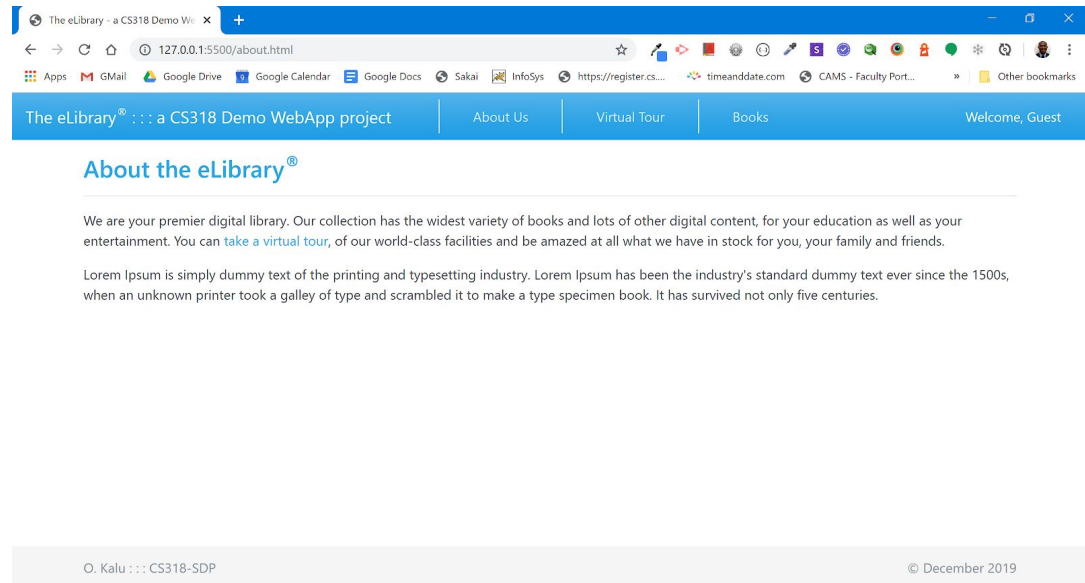 The eLibrary - a CS318 Demo We
127.0.0.1:5500/about.html
Apps GMail Google Drive Google Calendar Google Docs Sakai InfoSys https://register.cs.... timeanddate.com CAMS - Faculty Port... » Other bookmarks
The eLibrary® : : : a CS318 Demo WebApp project About Us Virtual Tour Books Welcome, Guest
About the eLibrary®
We are your premier digital library. Our collection has the widest variety of books and lots of other digital content, for your education as well as your
entertainment. You can take a virtual tour, of our world-class facilities and be amazed at all what we have in stock for you, your family and friends.
Lorem Ipsum is simply dummy text of the printing and typesetting industry. Lorem Ipsum has been the industry's standard dummy text ever since the 1500s,
when an unknown printer took a galley of type and scrambled it to make a type specimen book. It has survived not only five centuries.
O. Kalu : : : CS318-SDP © December 2019